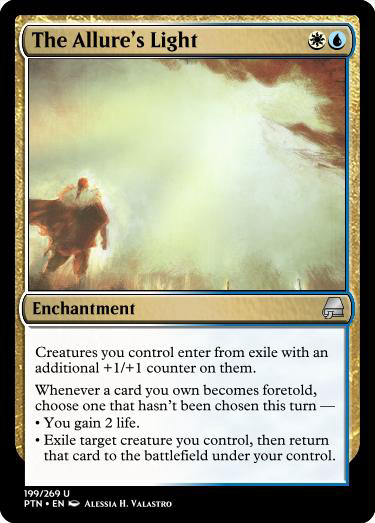 The Allure's Light
Enchantment
Creatures you control enter from exile with an
additional +1/+1 counter on them.
Whenever a card you own becomes foretold,
choose one that hasn't been chosen this turn —
• You gain 2 life.
• Exile target creature you control, then return
that card to the battlefield under your control.
199/269 U
PTN • EN Alessia H. Valastro